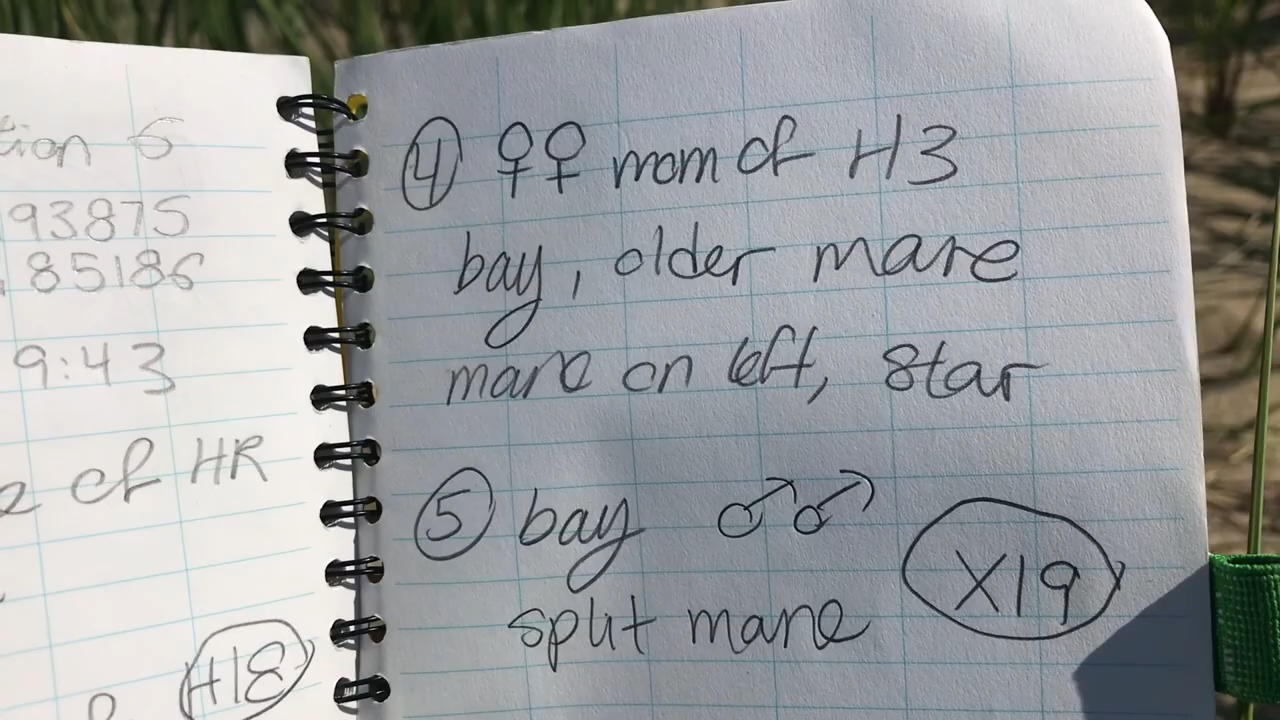 tion 6
93875
.85186
9:43
e of HR
H18
④ ♀♀ mom of H3
bay, older mare
mane on left, star
⑤ bay ♂♂
X19
split mane